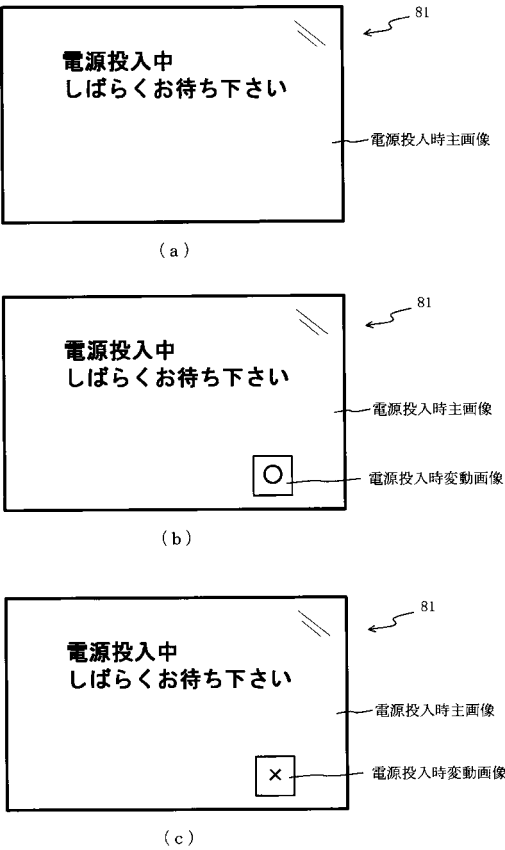 81
電源投入中
しばらくお待ち下さい
電源投入時主画像
(a)
81
電源投入中
しばらくお待ち下さい
電源投入時主画像
○
電源投入時変動画像
(b)
81
電源投入中
しばらくお待ち下さい
電源投入時主画像
×
電源投入時変動画像
(c)